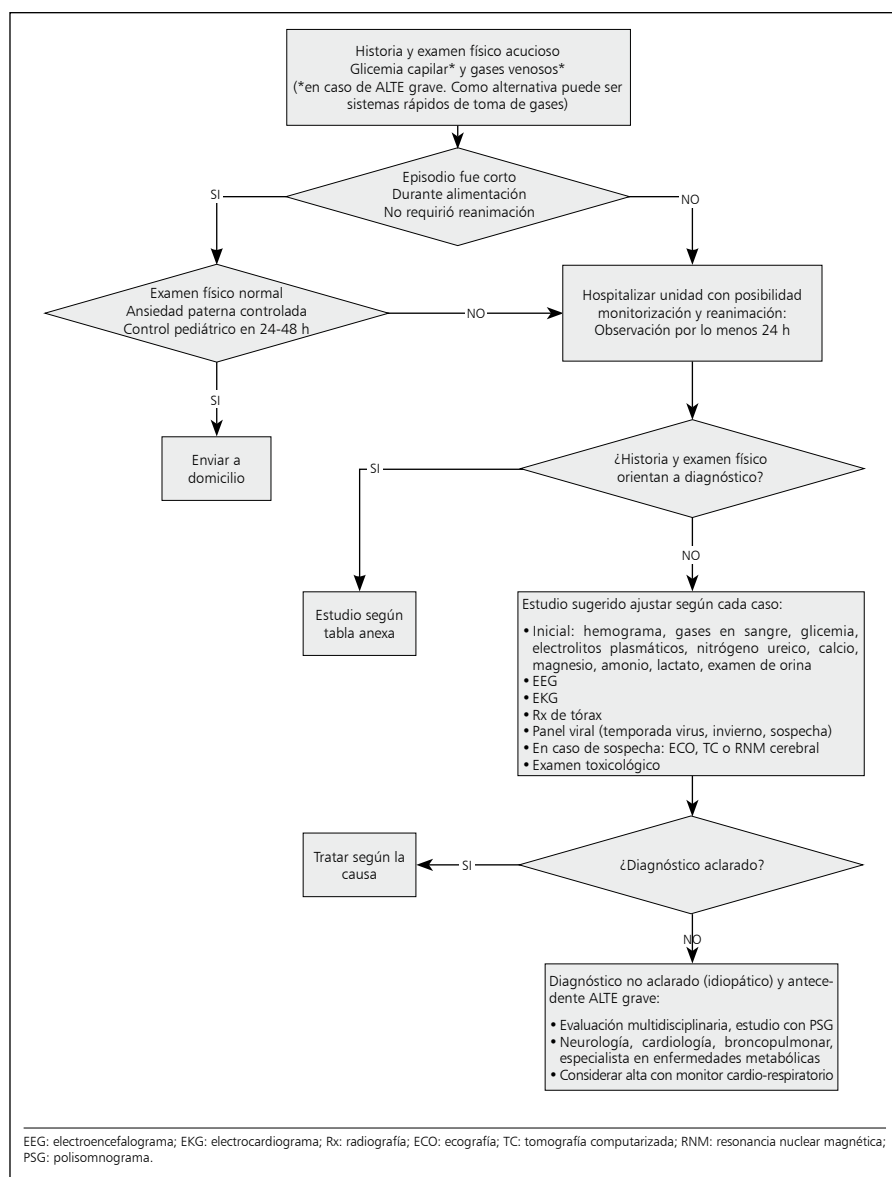 Historia y examen físico acucioso
Glicemia capilar* y gases venosos*
(*en caso de ALTE grave. Como alternativa puede ser
sistemas rápidos de toma de gases)
Episodio fue corto
Durante alimentación
No requirió reanimación
SI
NO
Examen físico normal
Ansiedad paterna controlada
Control pediátrico en 24-48 h
NO
Hospitalizar unidad con posibilidad
monitorización y reanimación:
Observación por lo menos 24 h
SI
Enviar a
domicilio
¿Historia y examen físico
orientan a diagnóstico?
SI
NO
Estudio según
tabla anexa
Estudio sugerido ajustar según cada caso:
• Inicial: hemograma, gases en sangre, glicemia,
electrolitos plasmáticos, nitrógeno ureico, calcio,
magnesio, amonio, lactato, examen de orina
• EEG
• EKG
• Rx de tórax
• Panel viral (temporada virus, invierno, sospecha)
• En caso de sospecha: ECO, TC o RNM cerebral
• Examen toxicológico
¿Diagnóstico aclarado?
SI
Tratar según la
causa
NO
Diagnóstico no aclarado (idiopático) y antece-
dente ALTE grave:
• Evaluación multidisciplinaria, estudio con PSG
• Neurología, cardiología, broncopulmonar,
especialista en enfermedades metabólicas
• Considerar alta con monitor cardio-respiratorio
EEG: electroencefalograma; EKG: electrocardiograma; Rx: radiografía; ECO: ecografía; TC: tomografía computarizada; RNM: resonancia nuclear magnética;
PSG: polisomnograma.